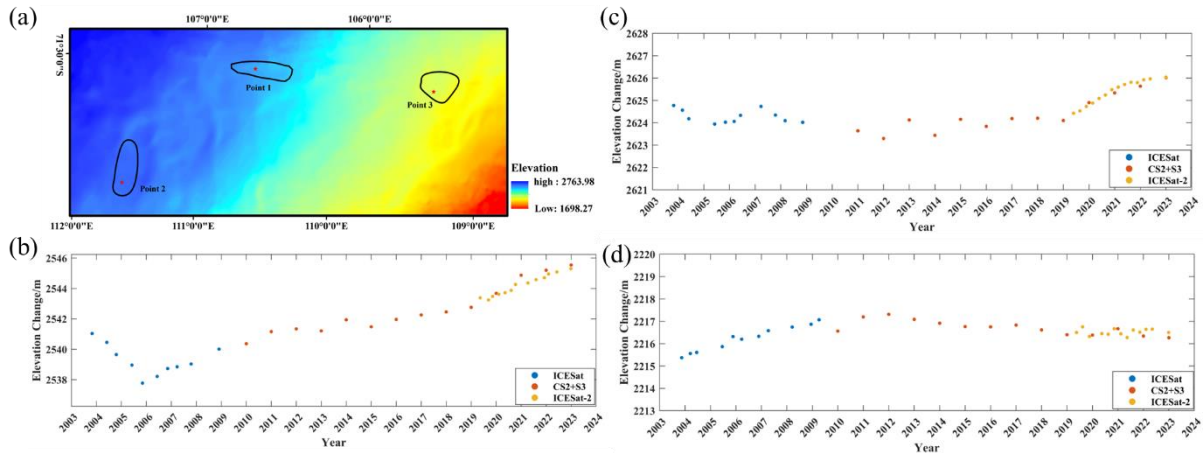 (a)
107°0'0"E
106°0'0"E
71°30'0"S
Point 1
Point 2
Point 3
Elevation
high : 2763.98
Low: 1698.27
112°0'0"E
111°0'0"E
110°0'0"E
109°0'0"E
(b)
Elevation Change/m
2546
2544
2542
2540
2538
2003 2004 2005 2006 2007 2008 2009 2010 2011 2012 2013 2014 2015 2016 2017 2018 2019 2020 2021 2022 2023 2024
Year
ICESat
CS2+S3
ICESat-2
(c)
Elevation Change/m
2628
2627
2626
2625
2624
2623
2622
2621
2003 2004 2005 2006 2007 2008 2009 2010 2011 2012 2013 2014 2015 2016 2017 2018 2019 2020 2021 2022 2023 2024
Year
ICESat
CS2+S3
ICESat-2
(d)
Elevation Change/m
2220
2219
2218
2217
2216
2215
2214
2213
2003 2004 2005 2006 2007 2008 2009 2010 2011 2012 2013 2014 2015 2016 2017 2018 2019 2020 2021 2022 2023 2024
Year
ICESat
CS2+S3
ICESat-2